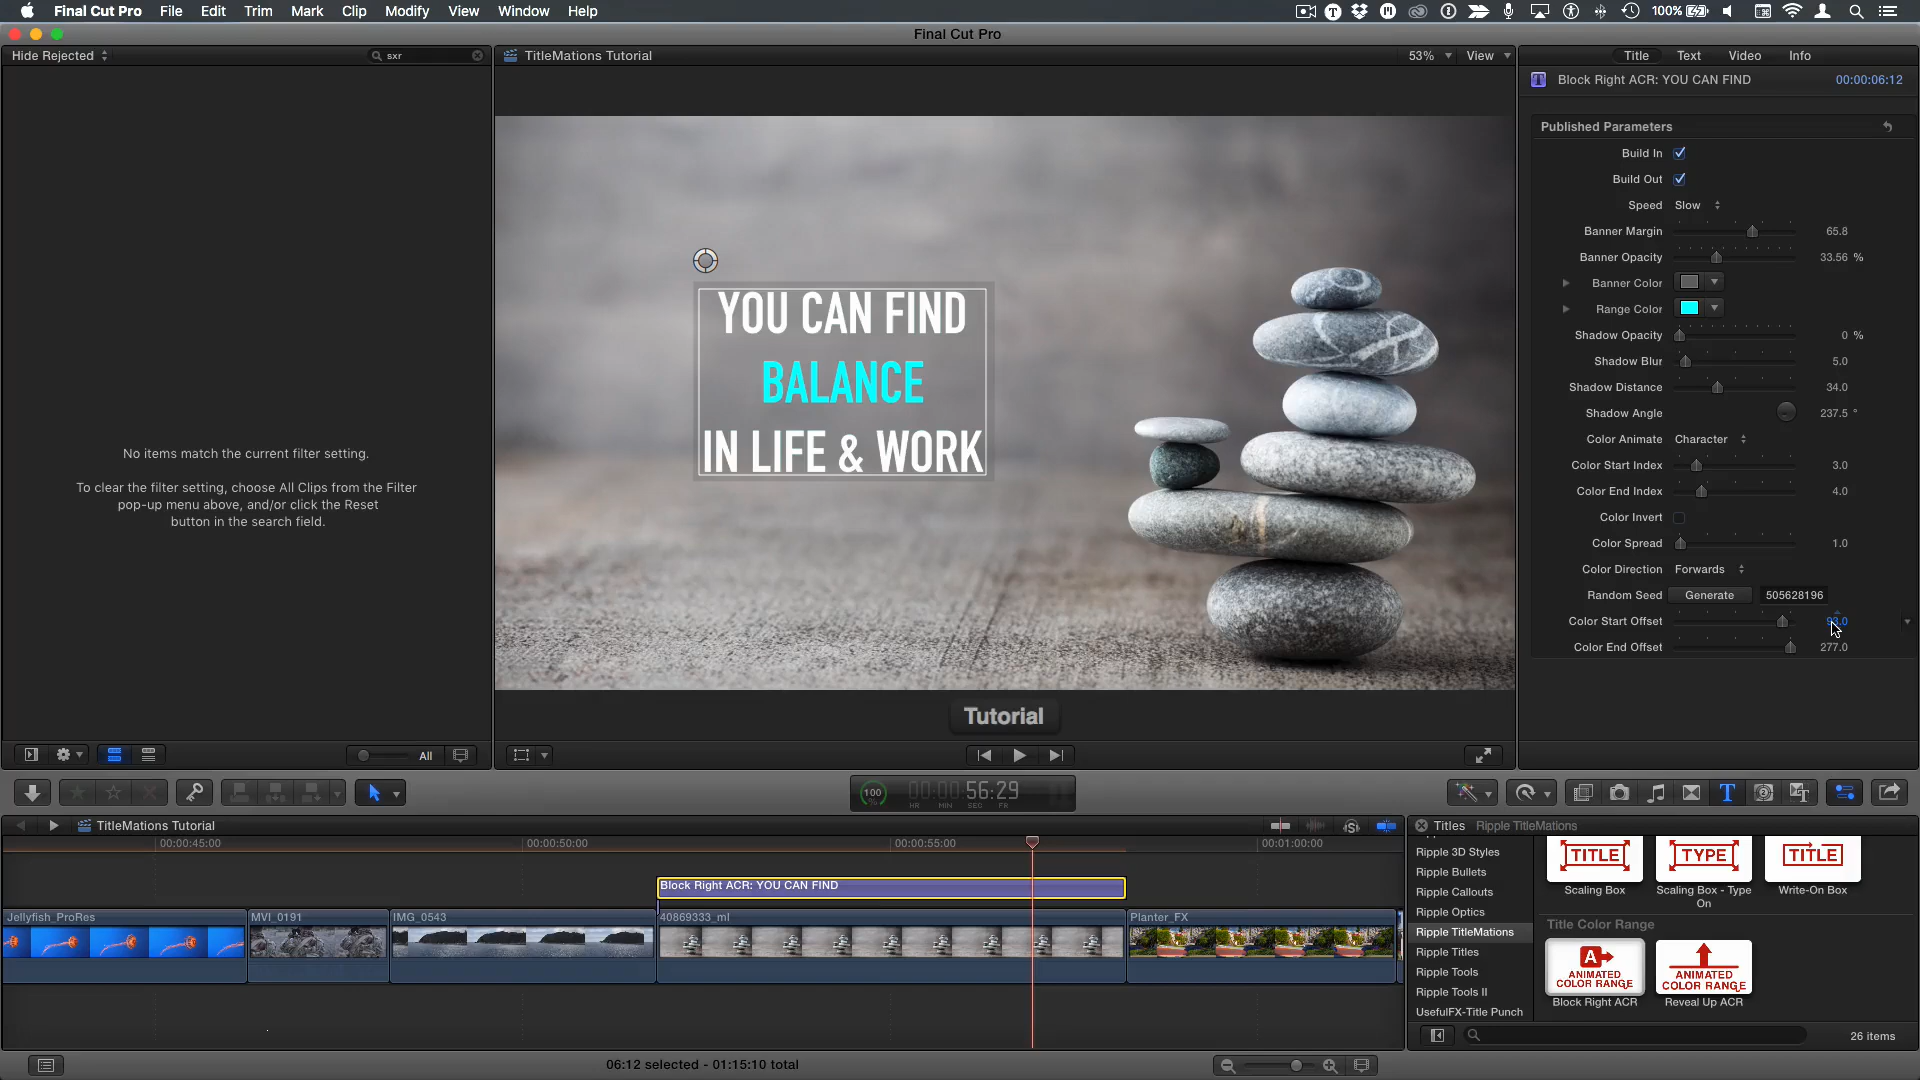 Final Cut Pro File Edit Trim Mark Clip Modify View Window Help 100%
Final Cut Pro
Hide Rejected sxr
TitleMations Tutorial 53% View
Title Text Video Info
Block Right ACR: YOU CAN FIND 00:00:06:12
Published Parameters
Build In
Build Out
Speed Slow
Banner Margin 65.8
Banner Opacity 33.56 %
Banner Color
Range Color
Shadow Opacity 0 %
Shadow Blur 5.0
Shadow Distance 34.0
Shadow Angle 237.5 °
Color Animate Character
Color Start Index 3.0
Color End Index 4.0
Color Invert
Color Spread 1.0
Color Direction Forwards
Random Seed Generate 505628196
Color Start Offset
Color End Offset 277.0
YOU CAN FIND
BALANCE
IN LIFE & WORK
No items match the current filter setting.
To clear the filter setting, choose All Clips from the Filter
pop-up menu above, and/or click the Reset
button in the search field.
Tutorial
All
100
%
00:00:56:29
HR MIN SEC FR
TitleMations Tutorial
00:00:45:00 00:00:50:00 00:00:55:00 00:01:00:00
Block Right ACR: YOU CAN FIND
Jellyfish_ProRes MVI_0191 IMG_0543 40869333_ml Planter_FX
Titles Ripple TitleMations
Ripple 3D Styles
Ripple Bullets
Ripple Callouts
Ripple Optics
Ripple TitleMations
Ripple Titles
Ripple Tools
Ripple Tools II
UsefulFX-Title Punch
TITLE TYPE TITLE
Scaling Box Scaling Box - Type On Write-On Box
Title Color Range
A
ANIMATED COLOR RANGE
ANIMATED COLOR RANGE
Block Right ACR Reveal Up ACR
26 items
06:12 selected - 01:15:10 total